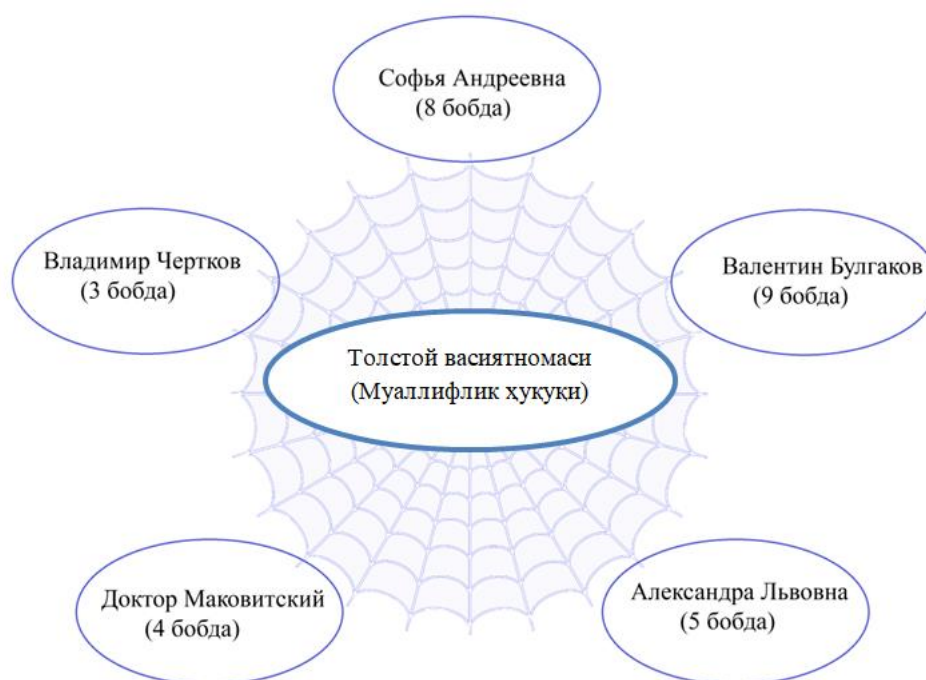 Софья Андреевна
(8 бобда)
Владимир Чертков
(3 бобда)
Валентин Булгаков
(9 бобда)
Толстой васиятномаси
(Муаллифлик ҳуқуқи)
Доктор Маковитский
(4 бобда)
Александра Львовна
(5 бобда)